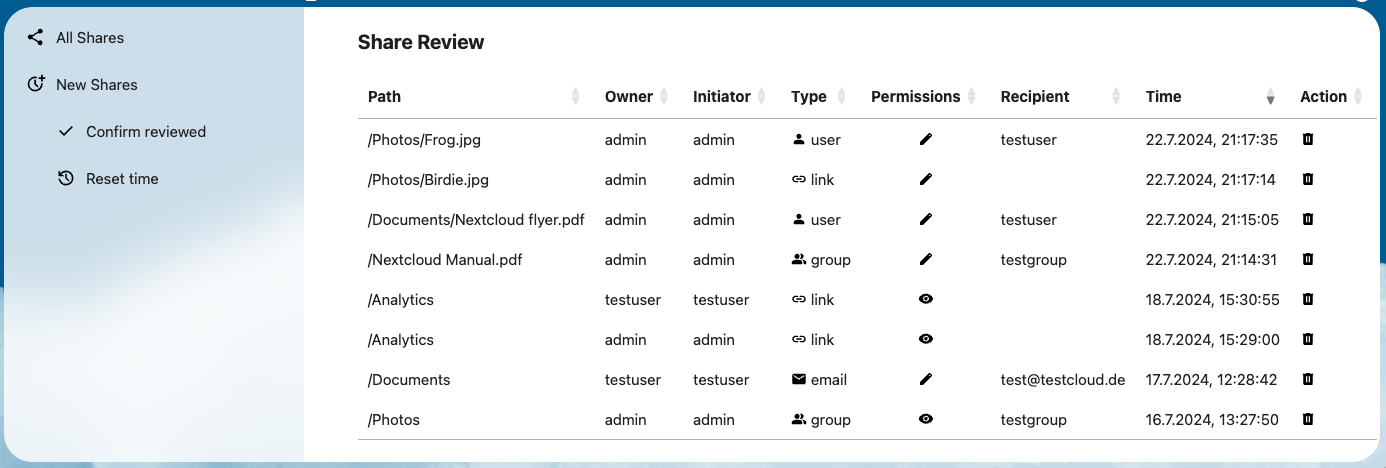 All Shares
New Shares
Confirm reviewed
Reset time
Share Review
Path Owner Initiator Type Permissions Recipient Time Action
/Photos/Frog.jpg admin admin user testuser 22.7.2024, 21:17:35
/Photos/Birdie.jpg admin admin link 22.7.2024, 21:17:14
/Documents/Nextcloud flyer.pdf admin admin user testuser 22.7.2024, 21:15:05
/Nextcloud Manual.pdf admin admin group testgroup 22.7.2024, 21:14:31
/Analytics testuser testuser link 18.7.2024, 15:30:55
/Analytics admin admin link 18.7.2024, 15:29:00
/Documents testuser testuser email test@testcloud.de 17.7.2024, 12:28:42
/Photos admin admin group testgroup 16.7.2024, 13:27:50